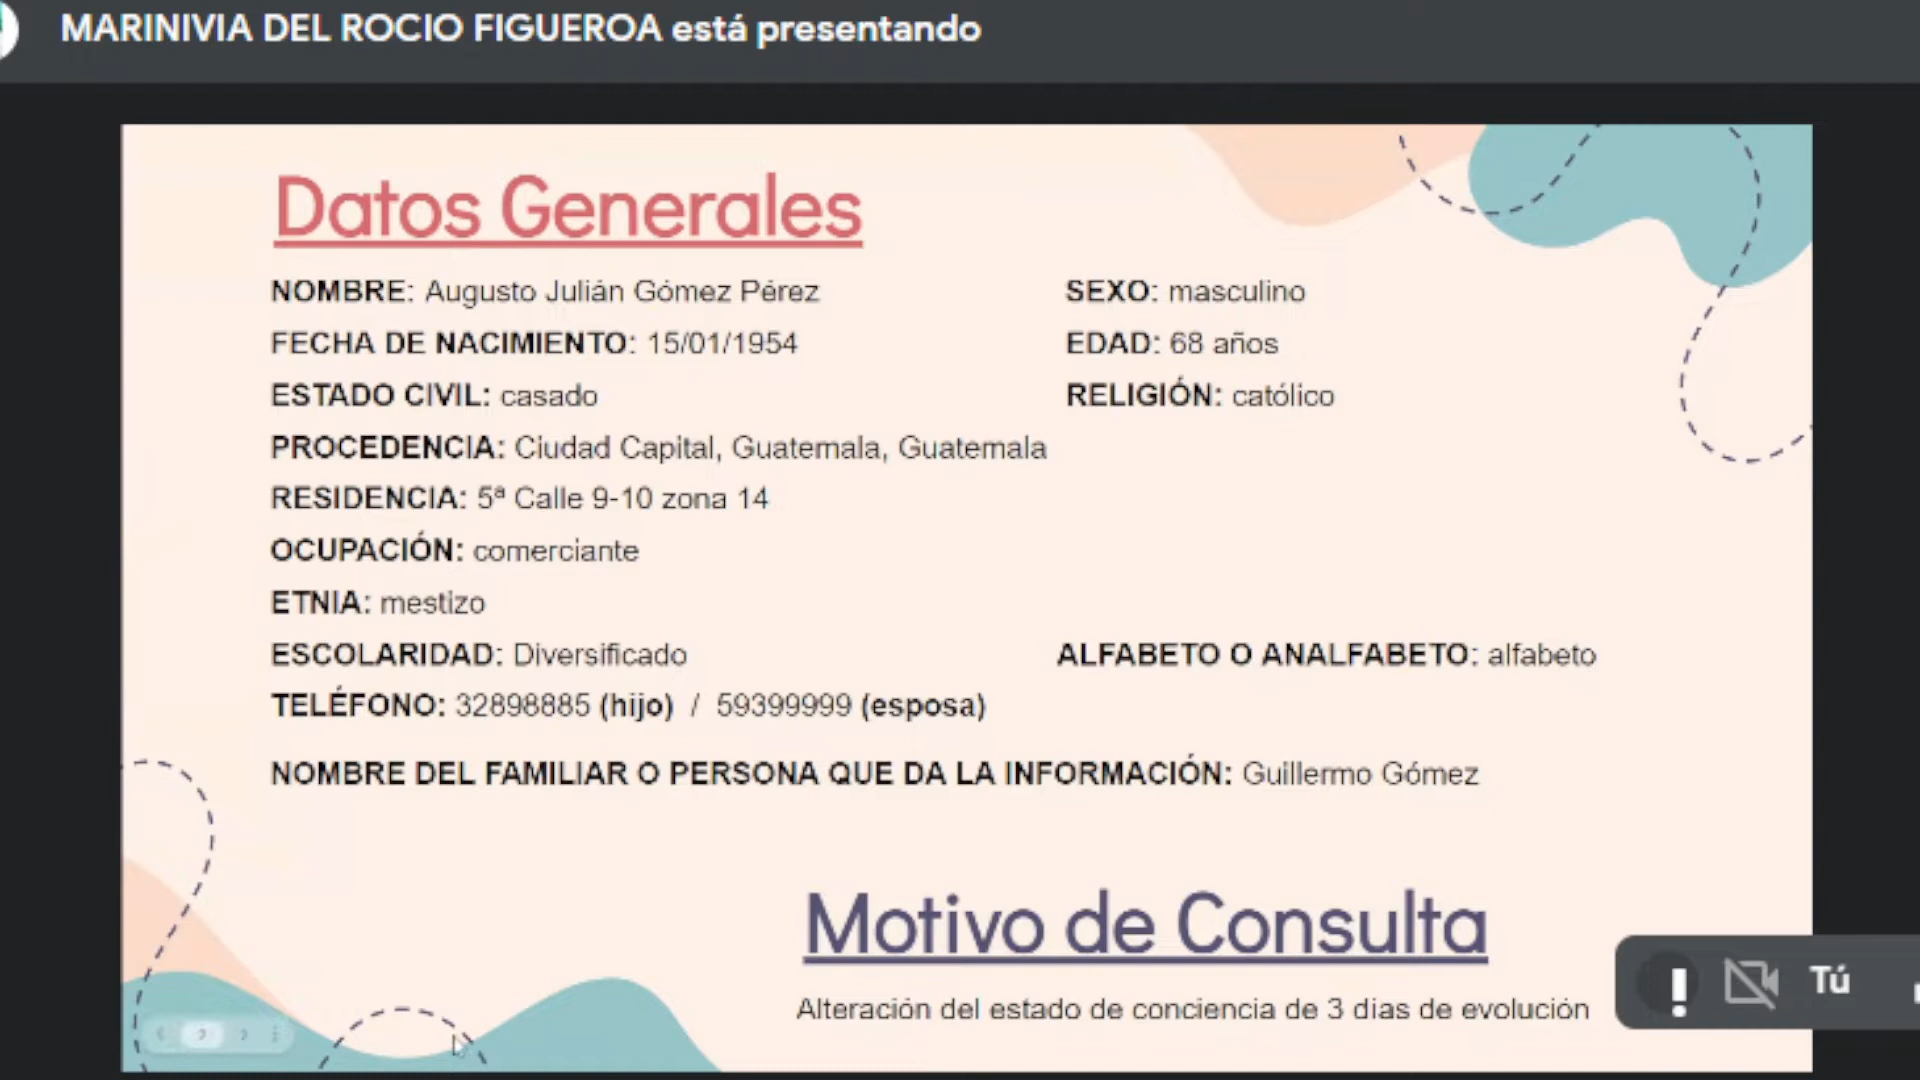 MARINIVIA DEL ROCIO FIGUEROA está presentando
Datos Generales
NOMBRE: Augusto Julián Gómez Pérez
SEXO: masculino
FECHA DE NACIMIENTO: 15/01/1954
EDAD: 68 años
ESTADO CIVIL: casado
RELIGIÓN: católico
PROCEDENCIA: Ciudad Capital, Guatemala, Guatemala
RESIDENCIA: 5ª Calle 9-10 zona 14
OCUPACIÓN: comerciante
ETNIA: mestizo
ESCOLARIDAD: Diversificado
ALFABETO O ANALFABETO: alfabeto
TELÉFONO: 32898885 (hijo) / 59399999 (esposa)
NOMBRE DEL FAMILIAR O PERSONA QUE DA LA INFORMACIÓN: Guillermo Gómez
Motivo de Consulta
Alteración del estado de conciencia de 3 dias de evolución
Tú